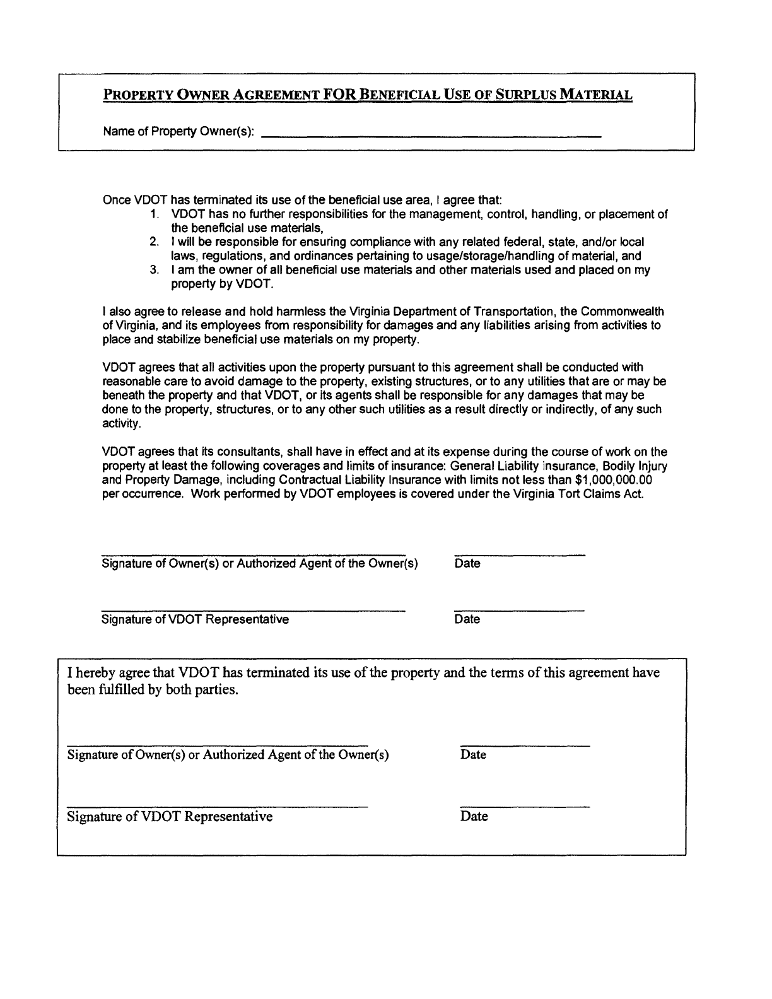 PROPERTY OWNER AGREEMENT FOR BENEFICIAL USE OF SURPLUS MATERIAL
Name of Property Owner(s):
Once VDOT has terminated its use of the beneficial use area, I agree that:
1. VDOT has no further responsibilities for the management, control, handling, or placement of
the beneficial use materials,
2. I will be responsible for ensuring compliance with any related federal, state, and/or local
laws, regulations, and ordinances pertaining to usage/storage/handling of material, and
3. I am the owner of all beneficial use materials and other materials used and placed on my
property by VDOT.
I also agree to release and hold harmless the Virginia Department of Transportation, the Commonwealth
of Virginia, and its employees from responsibility for damages and any liabilities arising from activities to
place and stabilize beneficial use materials on my property.
VDOT agrees that all activities upon the property pursuant to this agreement shall be conducted with
reasonable care to avoid damage to the property, existing structures, or to any utilities that are or may be
beneath the property and that VDOT, or its agents shall be responsible for any damages that may be
done to the property, structures, or to any other such utilities as a result directly or indirectly, of any such
activity.
VDOT agrees that its consultants, shall have in effect and at its expense during the course of work on the
property at least the following coverages and limits of insurance: General Liability insurance, Bodily Injury
and Property Damage, including Contractual Liability Insurance with limits not less than $1,000,000.00
per occurrence. Work performed by VDOT employees is covered under the Virginia Tort Claims Act.
Signature of Owner(s) or Authorized Agent of the Owner(s) Date
Signature of VDOT Representative Date
I hereby agree that VDOT has terminated its use of the property and the terms of this agreement have
been fulfilled by both parties.
Signature of Owner(s) or Authorized Agent of the Owner(s) Date
Signature of VDOT Representative Date